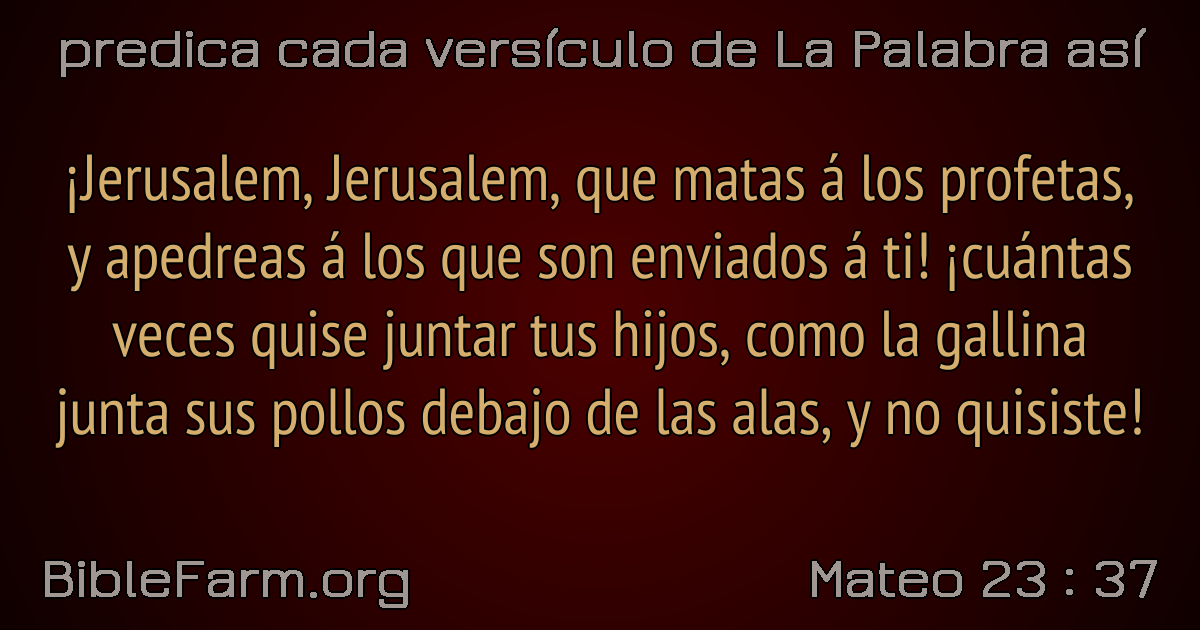 predica cada versículo de La Palabra así
¡Jerusalem, Jerusalem, que matas á los profetas,
y apedreas á los que son enviados á ti! ¡cuántas
veces quise juntar tus hijos, como la gallina
junta sus pollos debajo de las alas, y no quisiste!
BibleFarm.org
Mateo 23 : 37